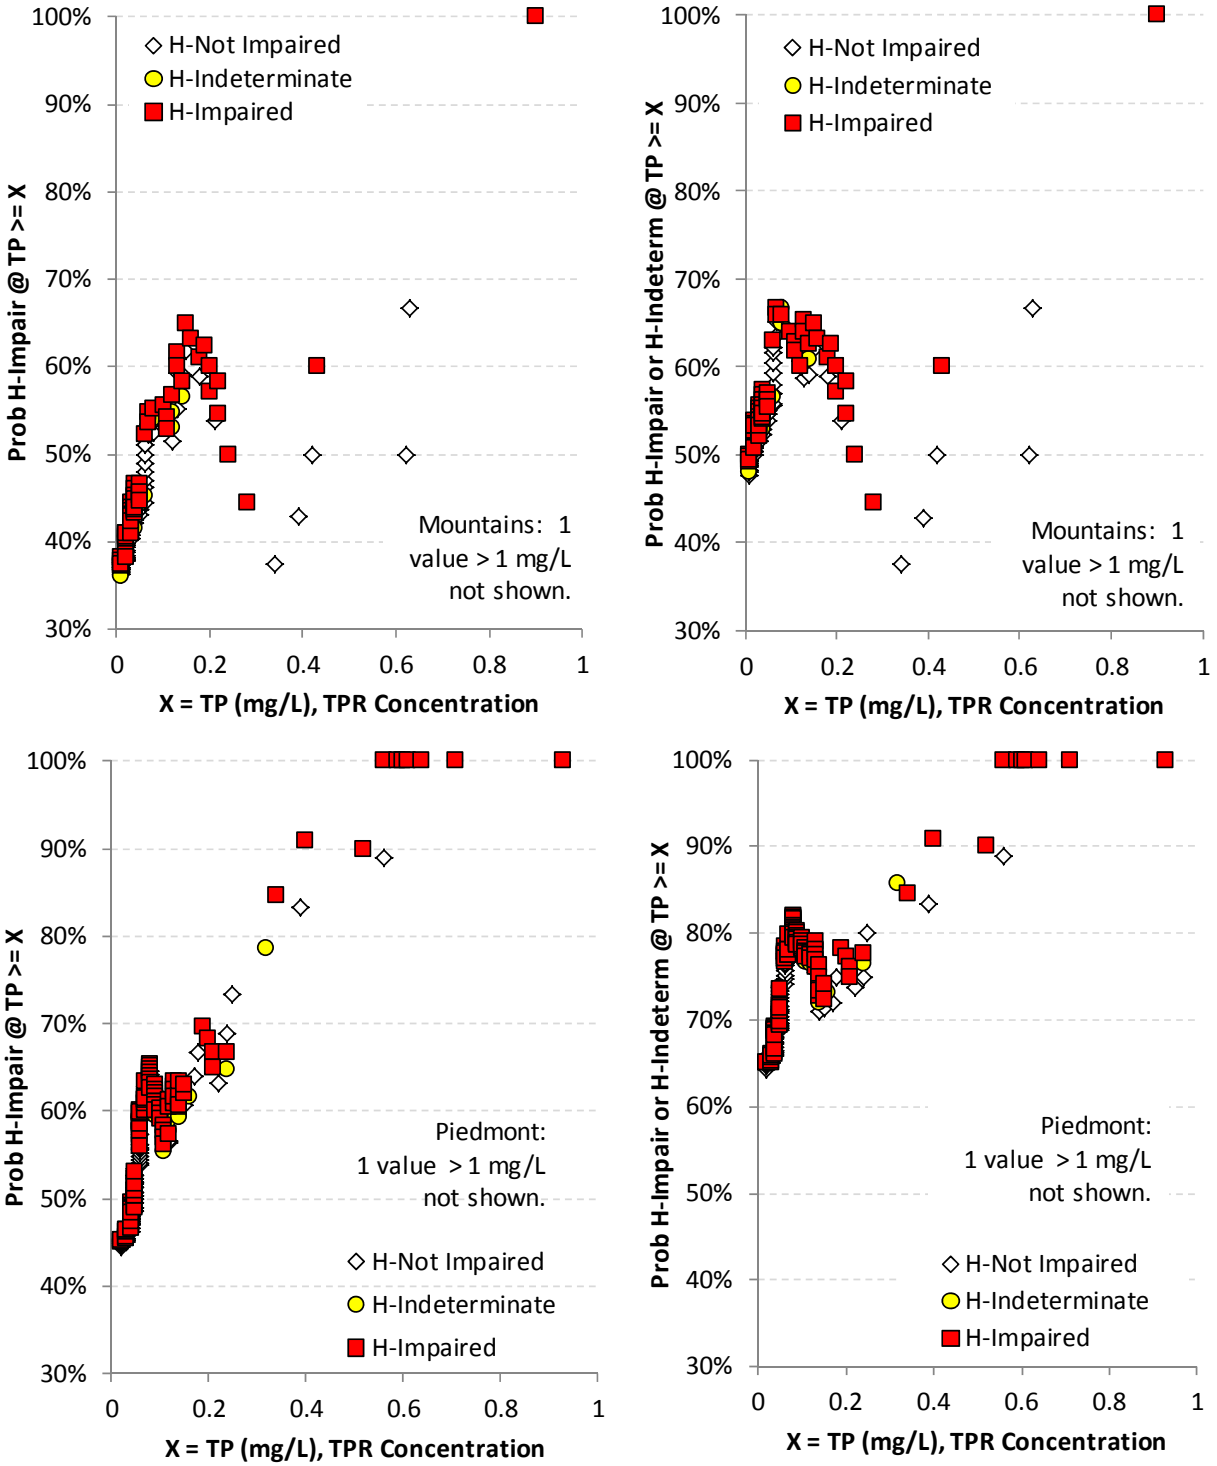 Prob H-Impair @ TP >= X
100%
90%
80%
70%
60%
50%
40%
30%
H-Not Impaired
H-Indeterminate
H-Impaired
Mountains: 1
value > 1 mg/L
not shown.
0 0.2 0.4 0.6 0.8 1
X = TP (mg/L), TPR Concentration
Prob H-Impair or H-Indeterm @ TP >= X
100%
90%
80%
70%
60%
50%
40%
30%
H-Not Impaired
H-Indeterminate
H-Impaired
Mountains: 1
value > 1 mg/L
not shown.
0 0.2 0.4 0.6 0.8 1
X = TP (mg/L), TPR Concentration
Prob H-Impair @ TP >= X
100%
90%
80%
70%
60%
50%
40%
30%
Piedmont:
1 value > 1 mg/L
not shown.
H-Not Impaired
H-Indeterminate
H-Impaired
0 0.2 0.4 0.6 0.8 1
X = TP (mg/L), TPR Concentration
Prob H-Impair or H-Indeterm @ TP >= X
100%
90%
80%
70%
60%
50%
40%
30%
Piedmont:
1 value > 1 mg/L
not shown.
H-Not Impaired
H-Indeterminate
H-Impaired
0 0.2 0.4 0.6 0.8 1
X = TP (mg/L), TPR Concentration